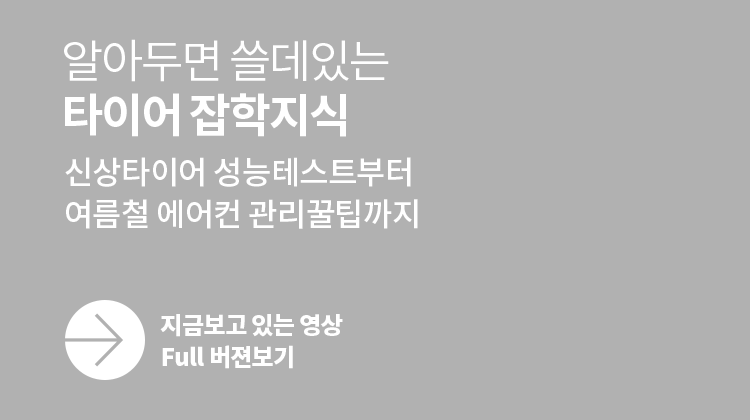 알아두면 쓸데있는
타이어 잡학지식
신상타이어 성능테스트부터
여름철 에어컨 관리꿀팁까지
지금보고 있는 영상
Full 버젼보기